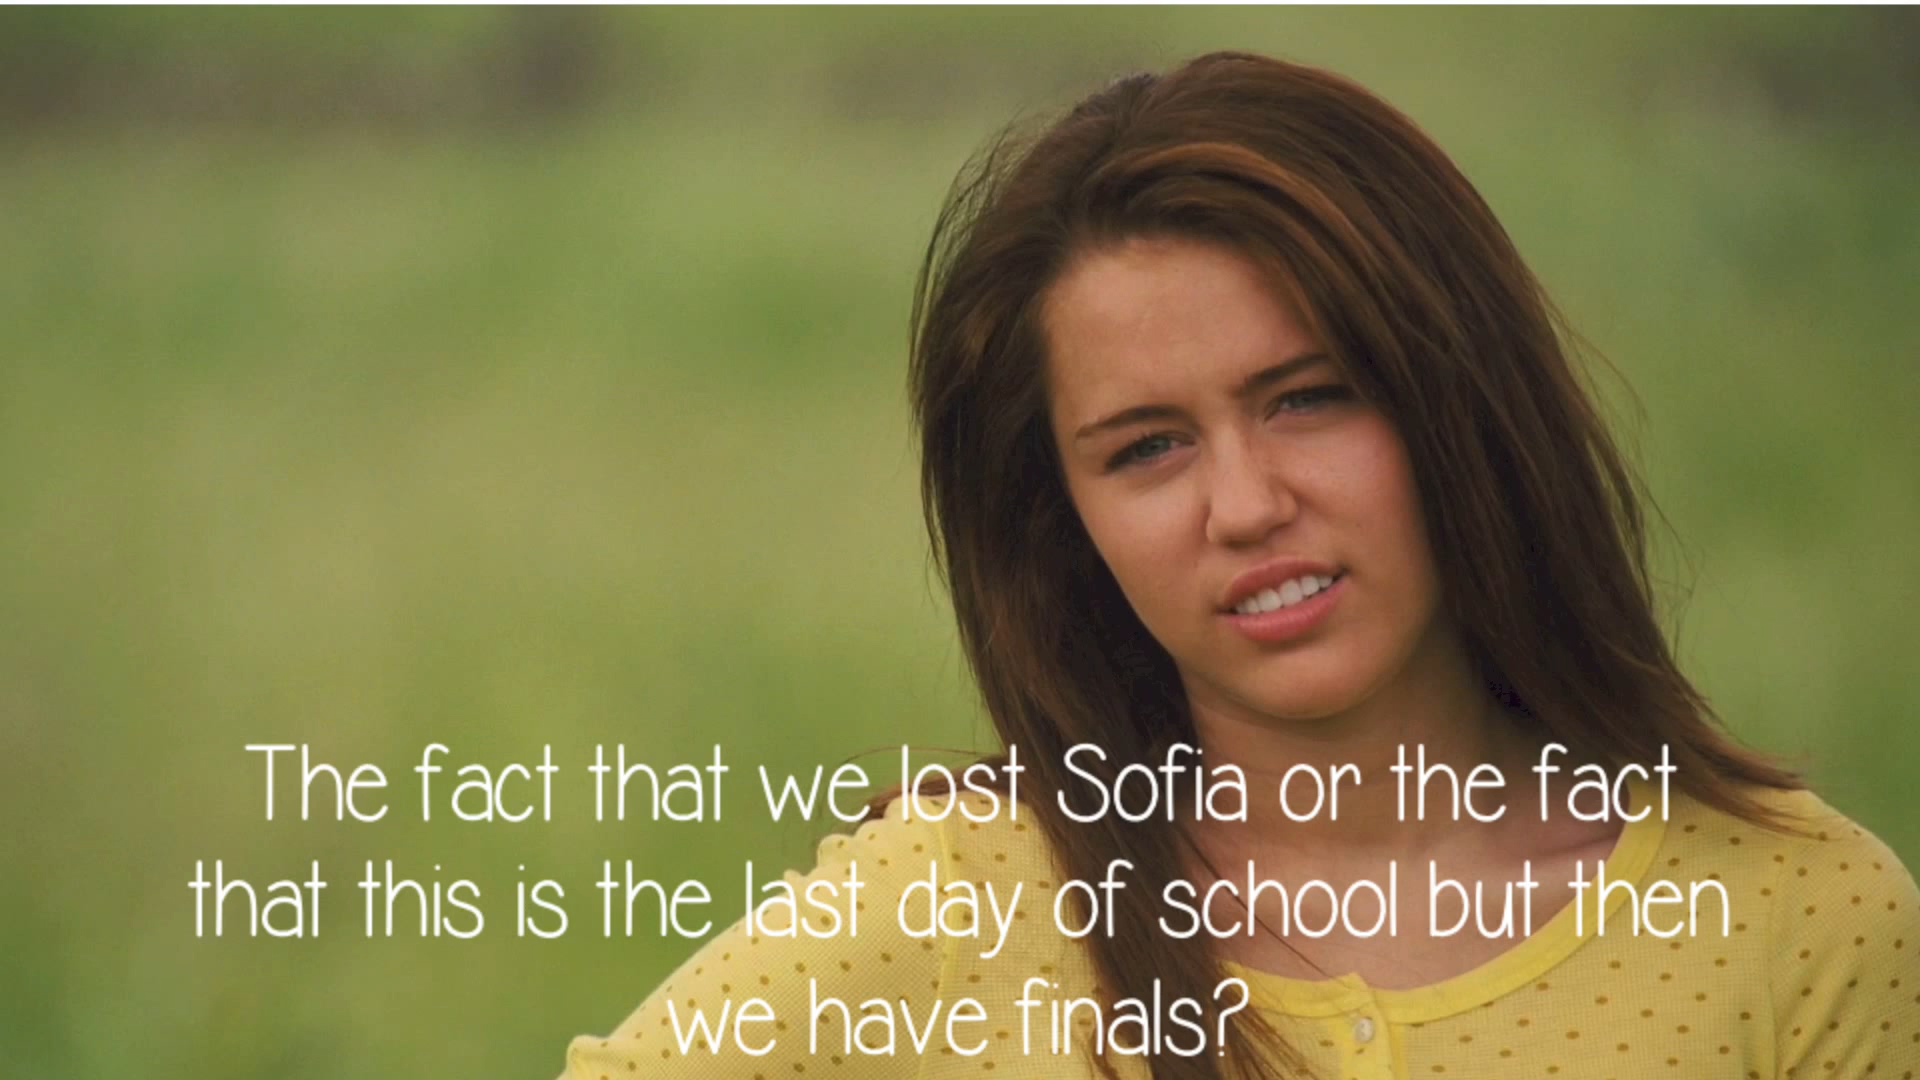 The fact that we lost Sofia or the fact
that this is the last day of school but then
we have finals?